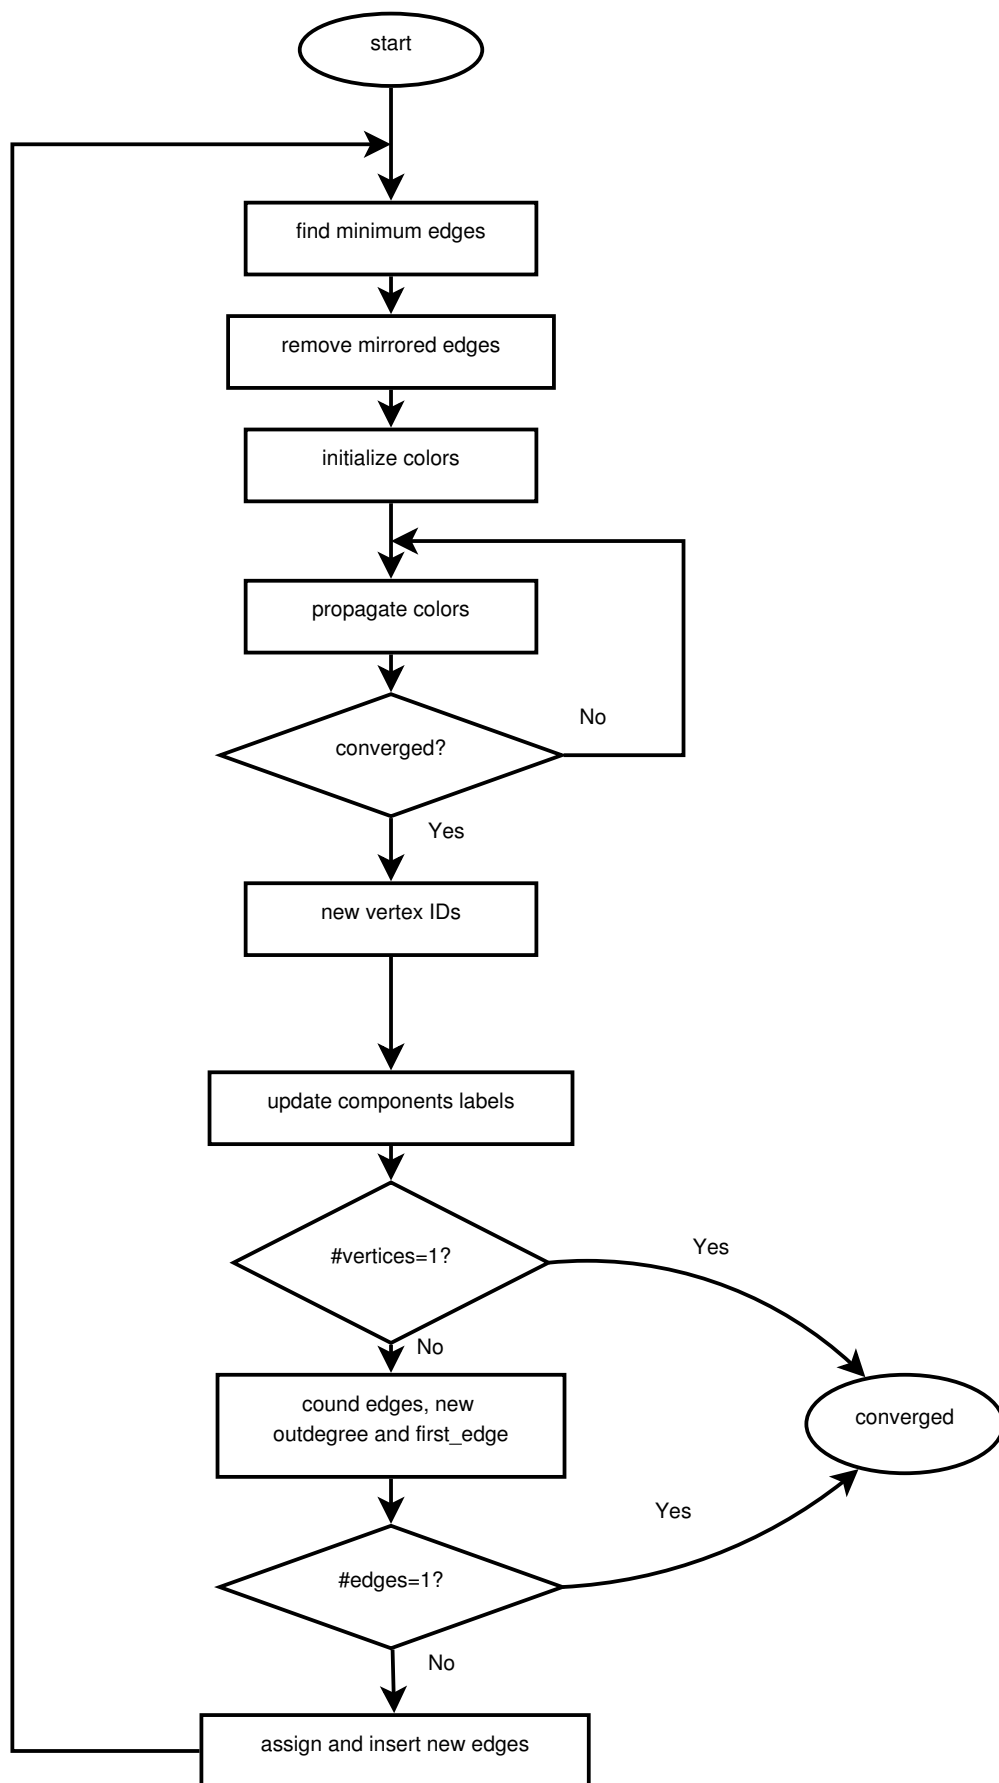 start
find minimum edges
remove mirrored edges
initialize colors
propagate colors
converged?
No
Yes
new vertex IDs
update components labels
#vertices=1?
Yes
No
cound edges, new
outdegree and first_edge
converged
#edges=1?
Yes
No
assign and insert new edges